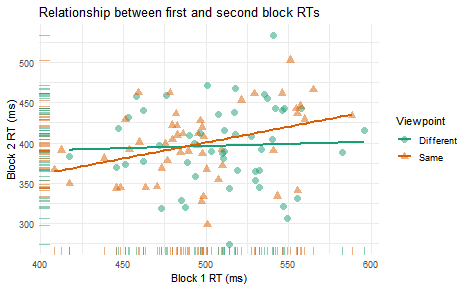 Relationship between first and second block RTs
Block 2 RT (ms)
500
450
400
350
300
400
450
500
550
600
Block 1 RT (ms)
Viewpoint
Different
Same